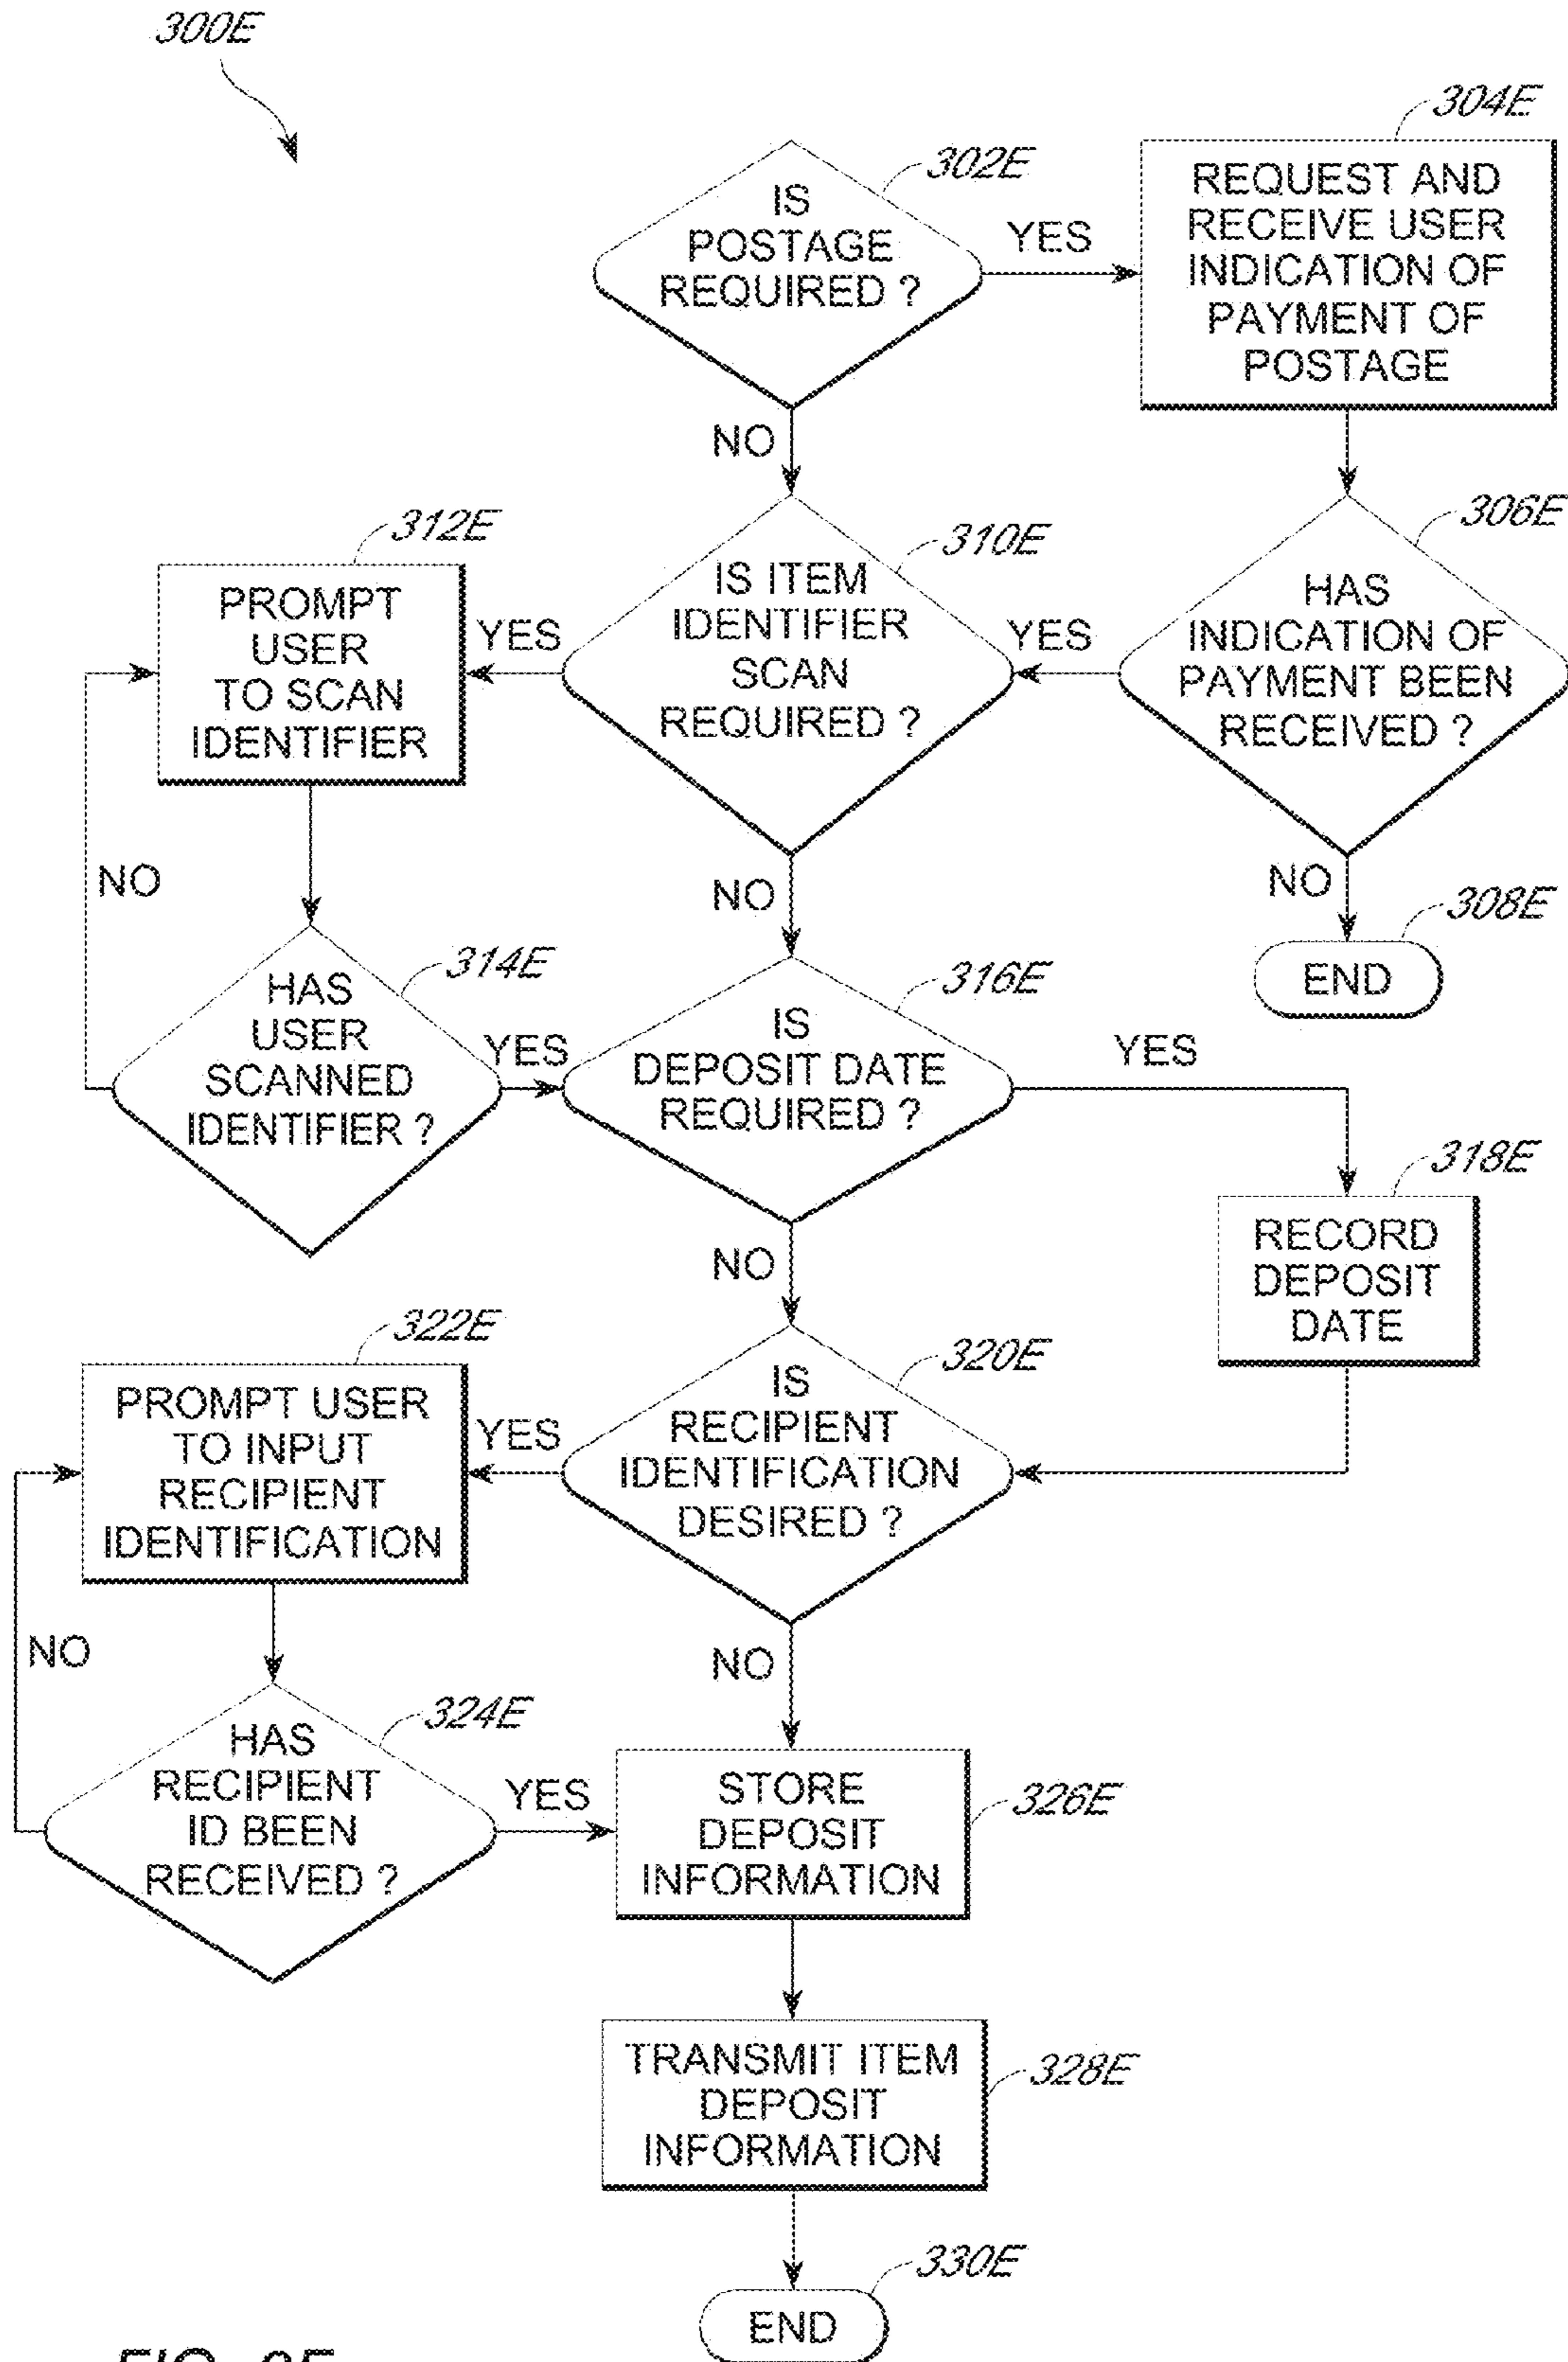 300E
302E
IS
POSTAGE
REQUIRED ?
YES
NO
304E
REQUEST AND
RECEIVE USER
INDICATION OF
PAYMENT OF
POSTAGE
306E
HAS
INDICATION OF
PAYMENT BEEN
RECEIVED ?
YES
NO
308E
END
310E
IS ITEM
IDENTIFIER
SCAN
REQUIRED ?
YES
NO
312E
PROMPT
USER
TO SCAN
IDENTIFIER
314E
HAS
USER
SCANNED
IDENTIFIER ?
NO
YES
316E
IS
DEPOSIT DATE
REQUIRED ?
YES
NO
318E
RECORD
DEPOSIT
DATE
320E
IS
RECIPIENT
IDENTIFICATION
DESIRED ?
YES
NO
322E
PROMPT USER
TO INPUT
RECIPIENT
IDENTIFICATION
324E
HAS
RECIPIENT
ID BEEN
RECEIVED ?
NO
YES
326E
STORE
DEPOSIT
INFORMATION
328E
TRANSMIT ITEM
DEPOSIT
INFORMATION
330E
END